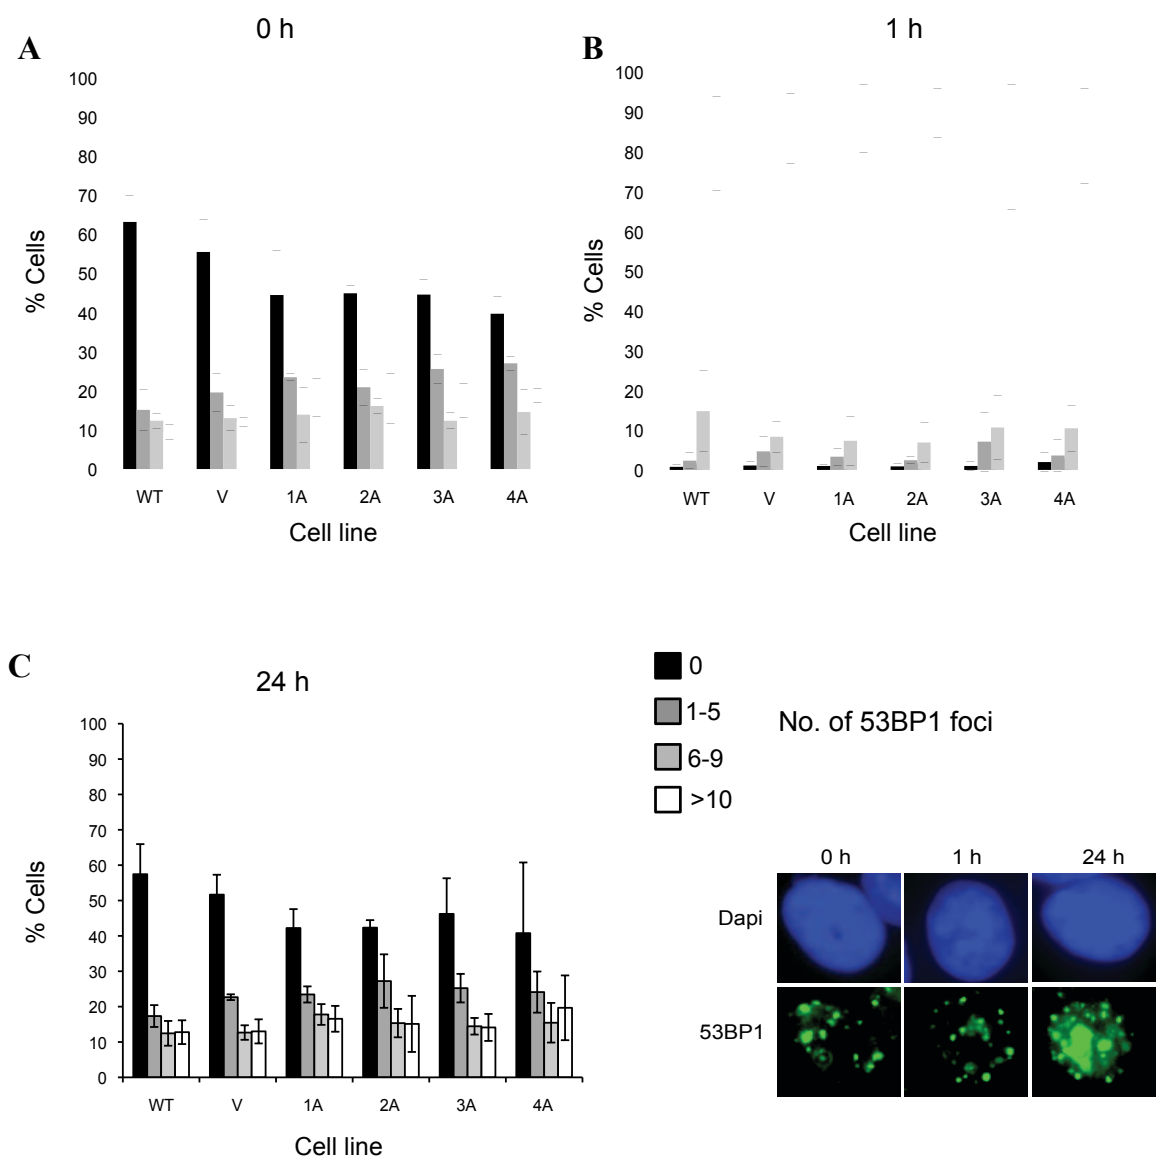 A
0 h
100
90
80
70
60
50
40
30
20
10
0
% Cells
WT V 1A 2A 3A 4A
Cell line
B
1 h
100
90
80
70
60
50
40
30
20
10
0
% Cells
WT V 1A 2A 3A 4A
Cell line
C
24 h
100
90
80
70
60
50
40
30
20
10
0
% Cells
WT V 1A 2A 3A 4A
Cell line
0
1-5
6-9
>10
No. of 53BP1 foci
0 h 1 h 24 h
Dapi
53BP1